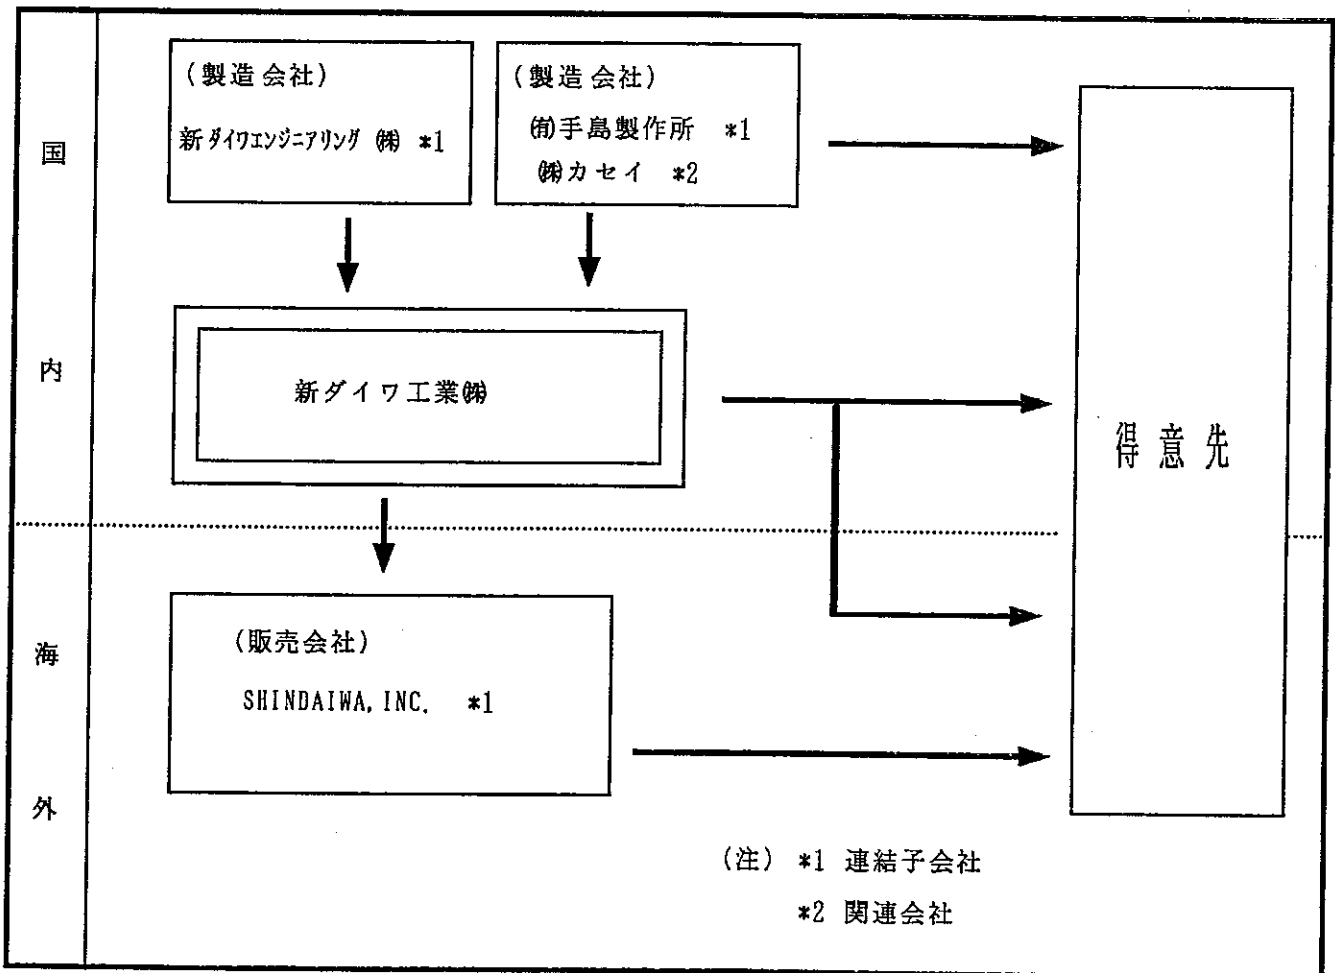 国内
(製造会社)
新ダイワエンジニアリング ㈱ *1
(製造会社)
㈲手島製作所 *1
㈱カセイ *2
新ダイワ工業㈱
得意先
海外
(販売会社)
SHINDAIWA, INC. *1
(注) *1 連結子会社
*2 関連会社